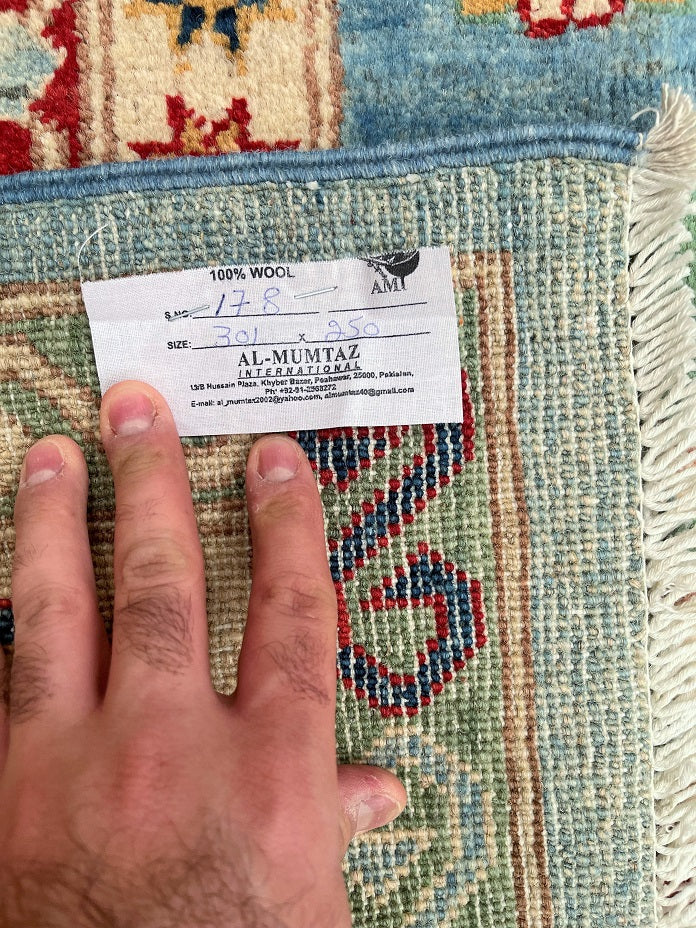 100% WOOL
AMI
S.NO: 178
SIZE: 301 x 250
AL-MUMTAZ
INTERNATIONAL
13/B Hussain Plaza, Khyber Bazar, Peshawar, 25000, Pakistan,
E-mail: al_mumtaz2002@yahoo.com, almumtaz40@gmail.com